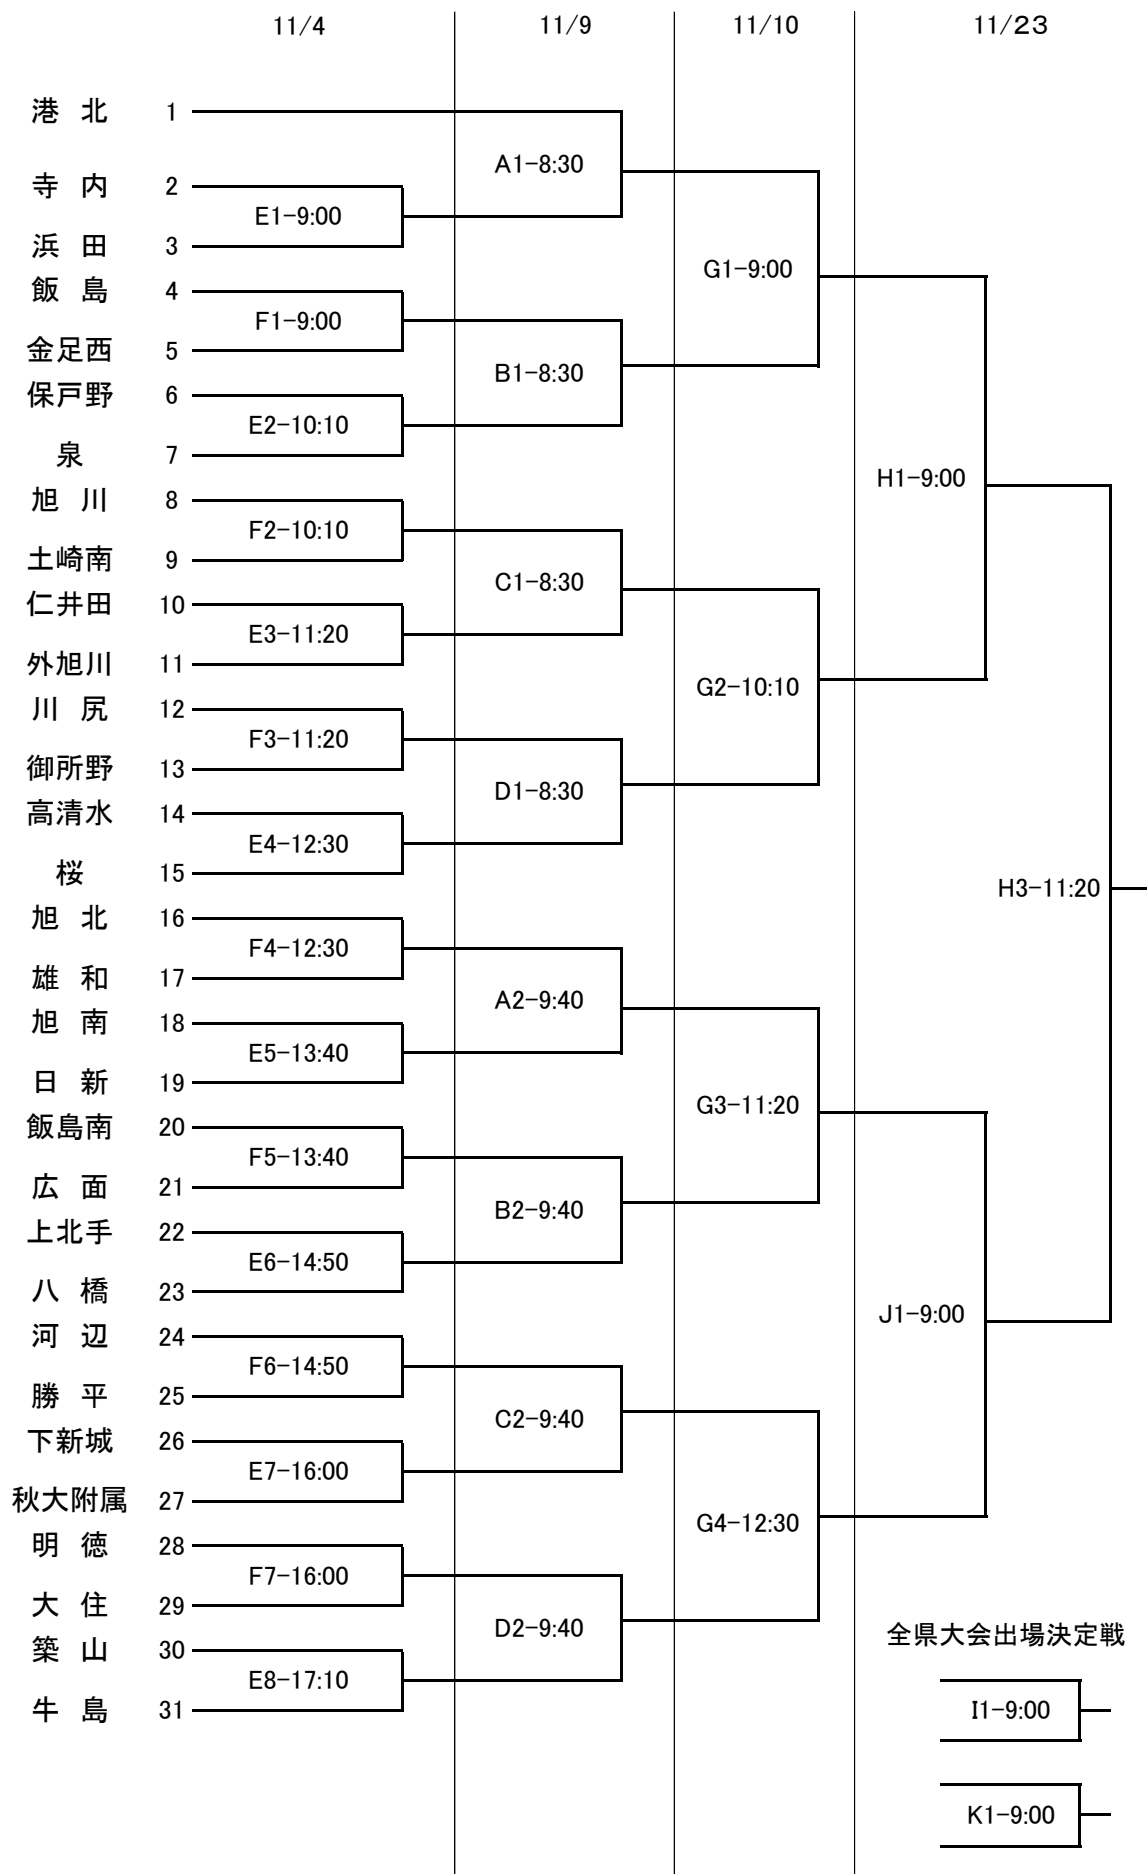 11/4 11/9 11/10 11/23
港 北 1
A1-8:30
寺 内 2
E1-9:00
浜 田 3
G1-9:00
飯 島 4
F1-9:00
金足西 5
B1-8:30
保戸野 6
E2-10:10
泉 7
H1-9:00
旭 川 8
F2-10:10
土崎南 9
C1-8:30
仁井田 10
E3-11:20
外旭川 11
G2-10:10
川 尻 12
F3-11:20
御所野 13
D1-8:30
高清水 14
E4-12:30
桜 15
H3-11:20
旭 北 16
F4-12:30
雄 和 17
A2-9:40
旭 南 18
E5-13:40
日 新 19
G3-11:20
飯島南 20
F5-13:40
広 面 21
B2-9:40
上北手 22
E6-14:50
八 橋 23
J1-9:00
河 辺 24
F6-14:50
勝 平 25
C2-9:40
下新城 26
E7-16:00
秋大附属 27
G4-12:30
明 徳 28
F7-16:00
大 住 29
D2-9:40
築 山 30
E8-17:10
牛 島 31
全県大会出場決定戦
I1-9:00
K1-9:00